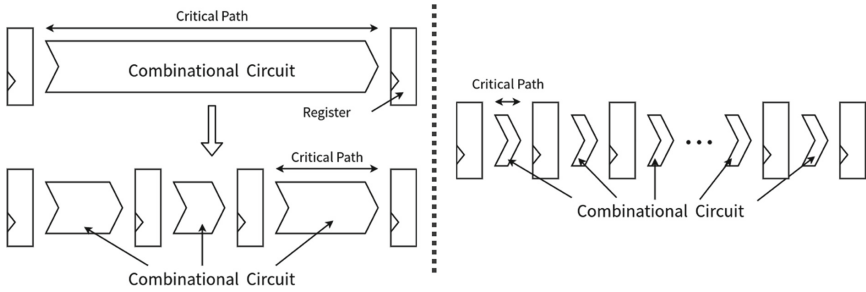 Critical Path
Combinational Circuit
Register
Critical Path
Combinational Circuit
Critical Path
• • •
Combinational Circuit